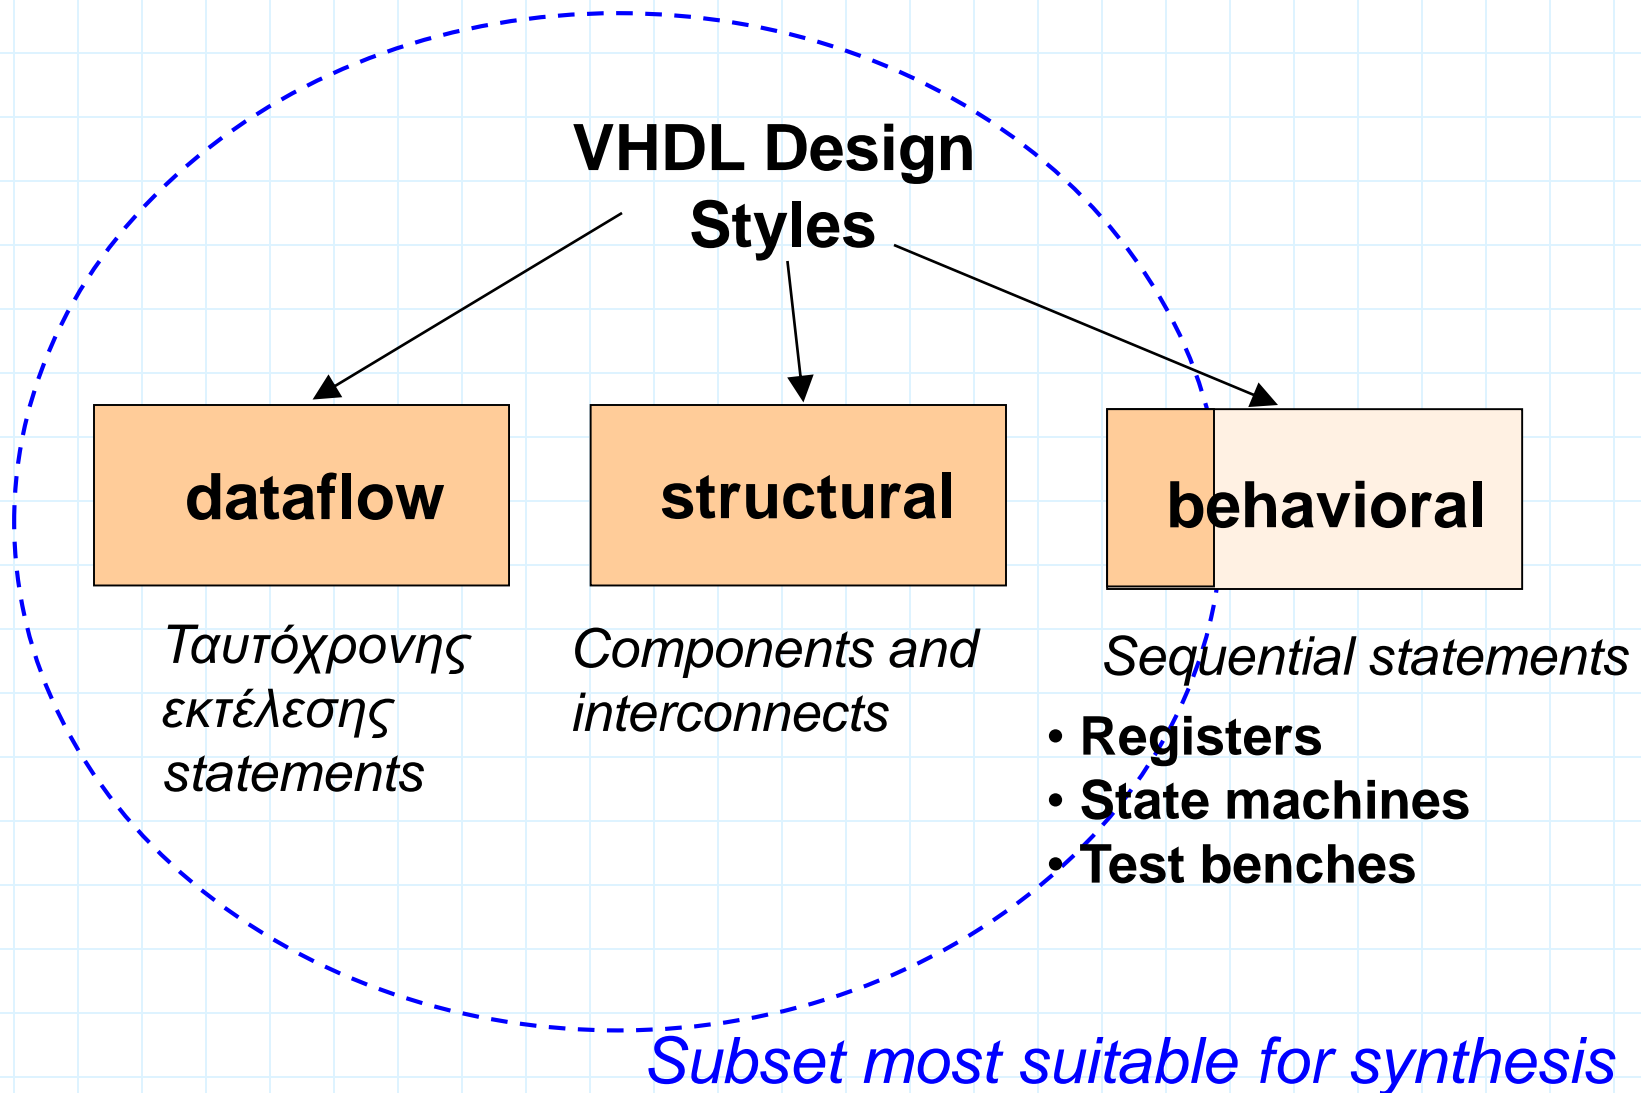 VHDL Design
Styles
dataflow
structural
behavioral
Ταυτόχρονης
εκτέλεσης
statements
Components and
interconnects
Sequential statements
• Registers
• State machines
• Test benches
Subset most suitable for synthesis